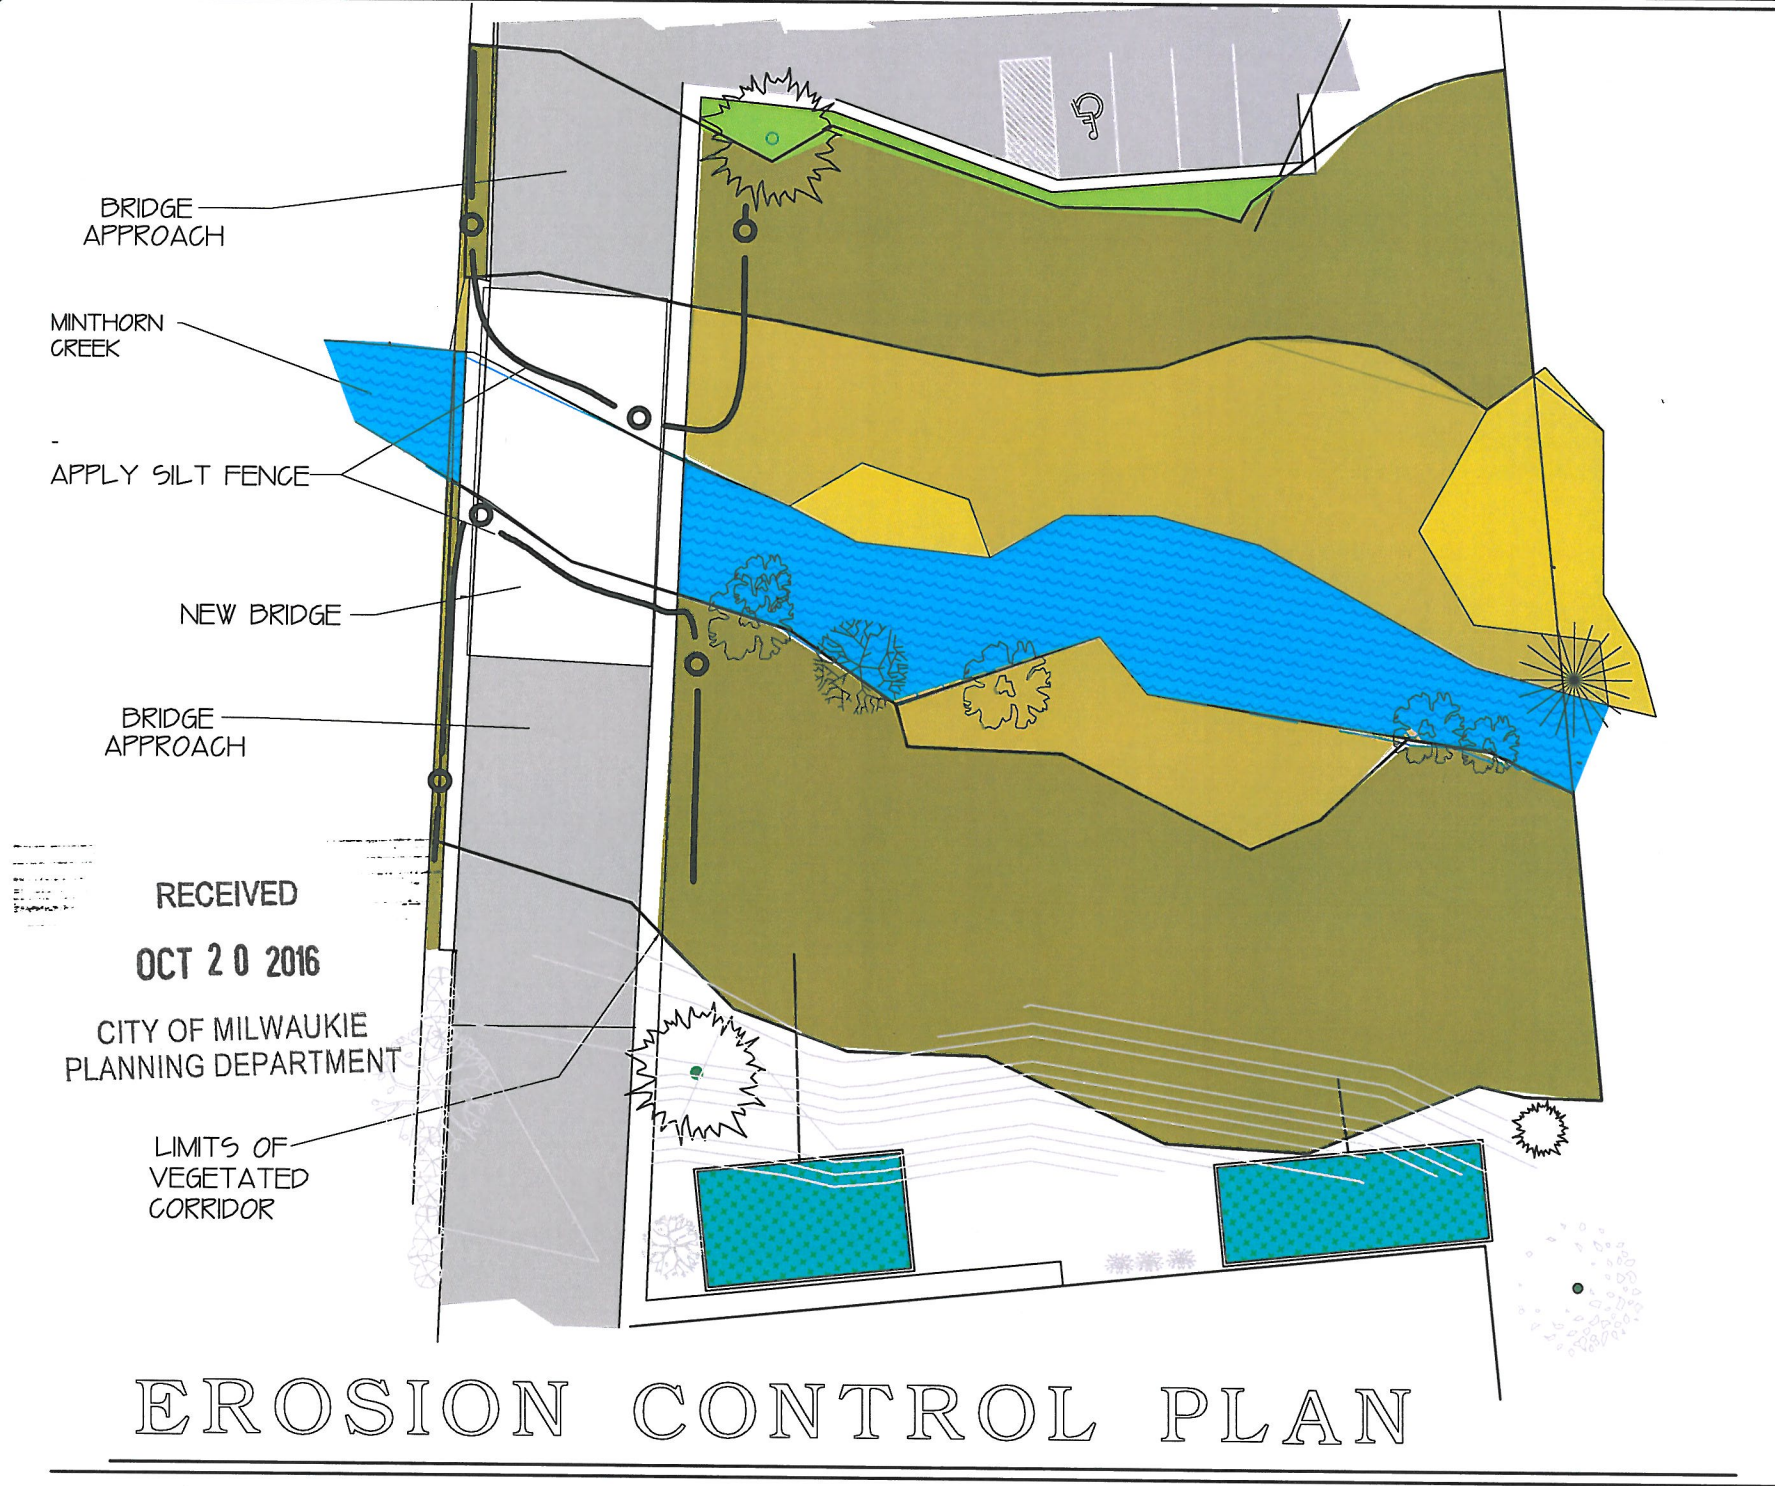 BRIDGE
APPROACH
MINTHORN
CREEK
APPLY SILT FENCE
NEW BRIDGE
BRIDGE
APPROACH
RECEIVED
OCT 20 2016
CITY OF MILWAUKIE
PLANNING DEPARTMENT
LIMITS OF
VEGETATED
CORRIDOR
EROSION CONTROL PLAN